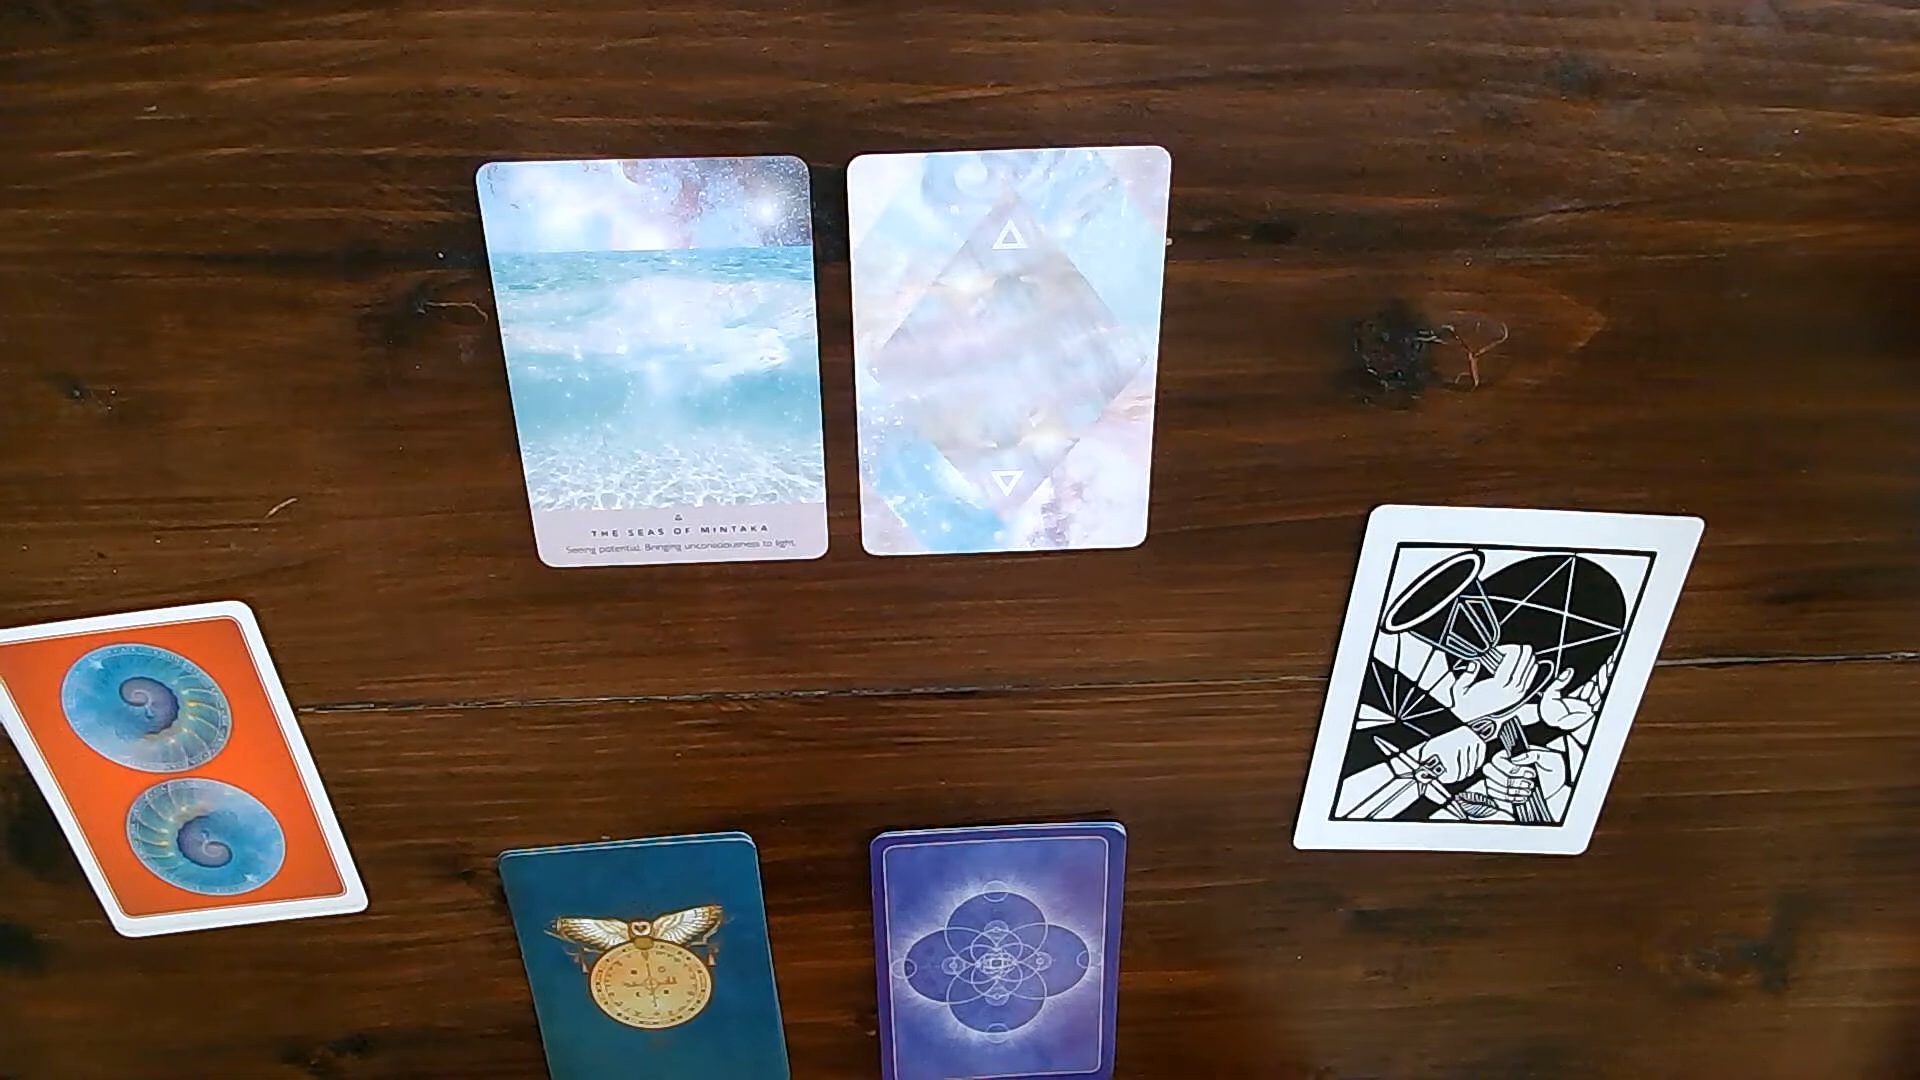 THE SEAS OF MINTAKA
Seeing potential. Bringing unconsciousness to light.